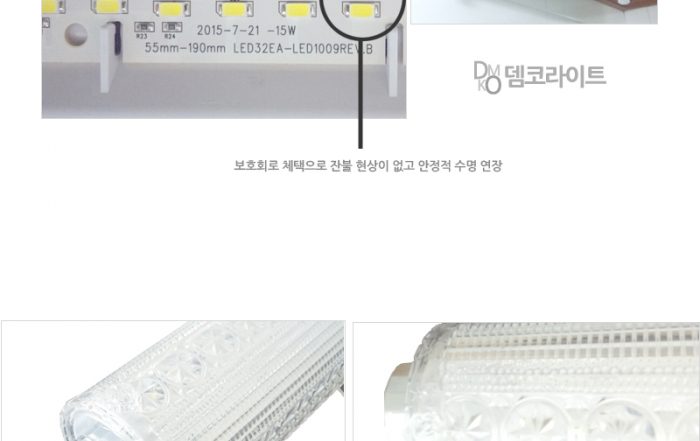 R23 R24
2015-7-21 -15W
55mm-190mm LED32EA-LED1009REV.B
DMKO 뎀코라이트
보호회로 체택으로 잔불 현상이 없고 안정적 수명 연장